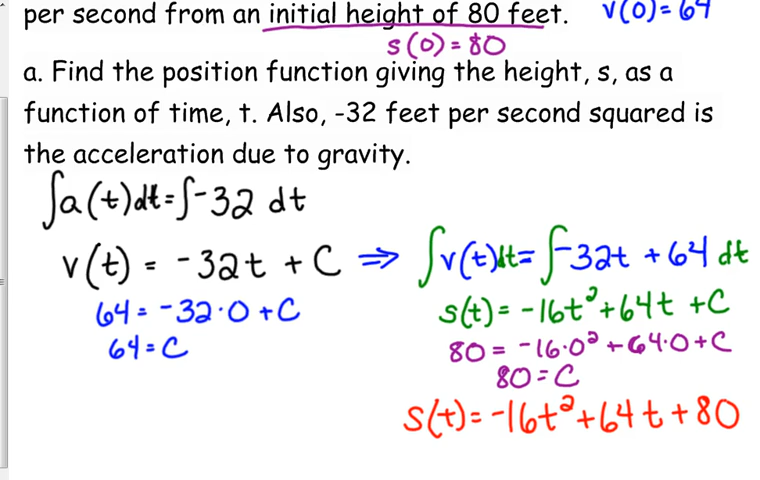 per second from an initial height of 80 feet. v(0)=64
s(0)=80
a. Find the position function giving the height, s, as a
function of time, t. Also, -32 feet per second squared is
the acceleration due to gravity.
∫a(t)dt=∫-32 dt
v(t) = -32t + C ⇒ ∫v(t)dt=∫-32t+64 dt
64=-32·0+C
64=C
s(t)=-16t²+64t+C
80=-16·0²+64·0+C
80=C
s(t)=-16t²+64t+80